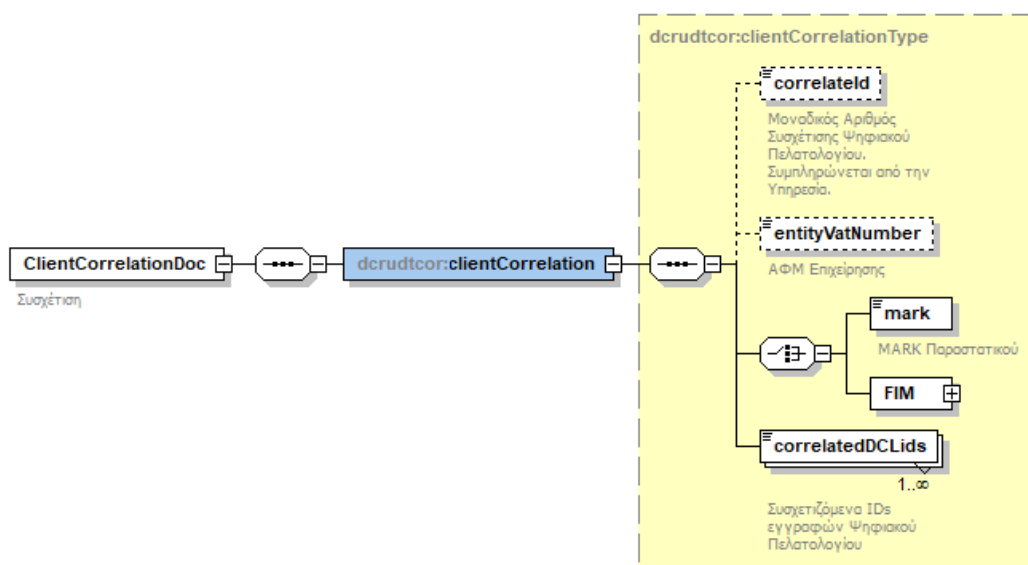 dcrudtcor:clientCorrelationType
correlateId
Μοναδικός Αριθμός
Συσχέτισης Ψηφιακού
Πελατολογίου.
Συμπληρώνεται από την
Υπηρεσία.
entityVatNumber
ΑΦΜ Επιχείρησης
ClientCorrelationDoc
Συσχέτιση
dcrudtcor:clientCorrelation
mark
MARK Παραστατικού
FIM
correlatedDCLids
1..∞
Συσχετιζόμενα IDs
εγγραφών Ψηφιακού
Πελατολογίου